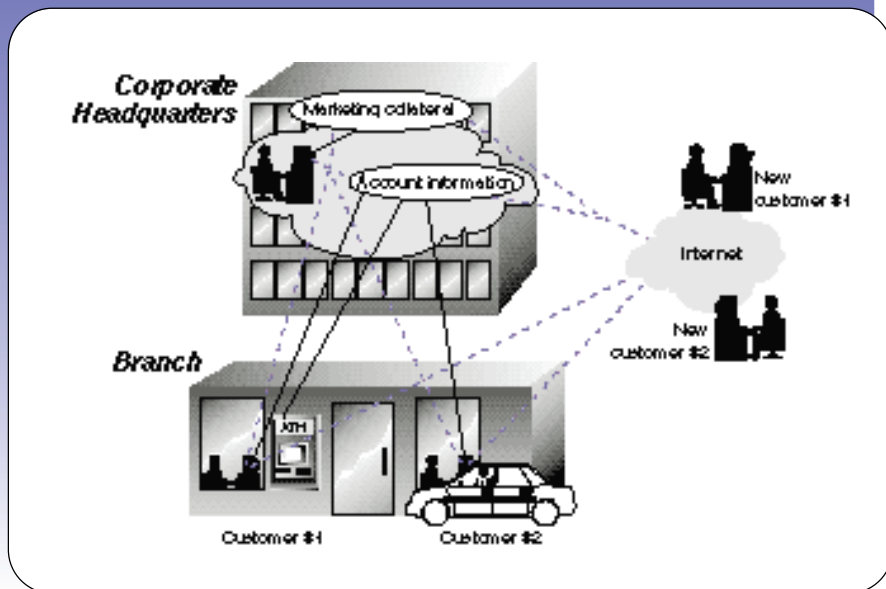 Corporate
Headquarters
Marketing collateral
Account information
New
customer #1
Internet
New
customer #2
Branch
ATM
Customer #1
Customer #2